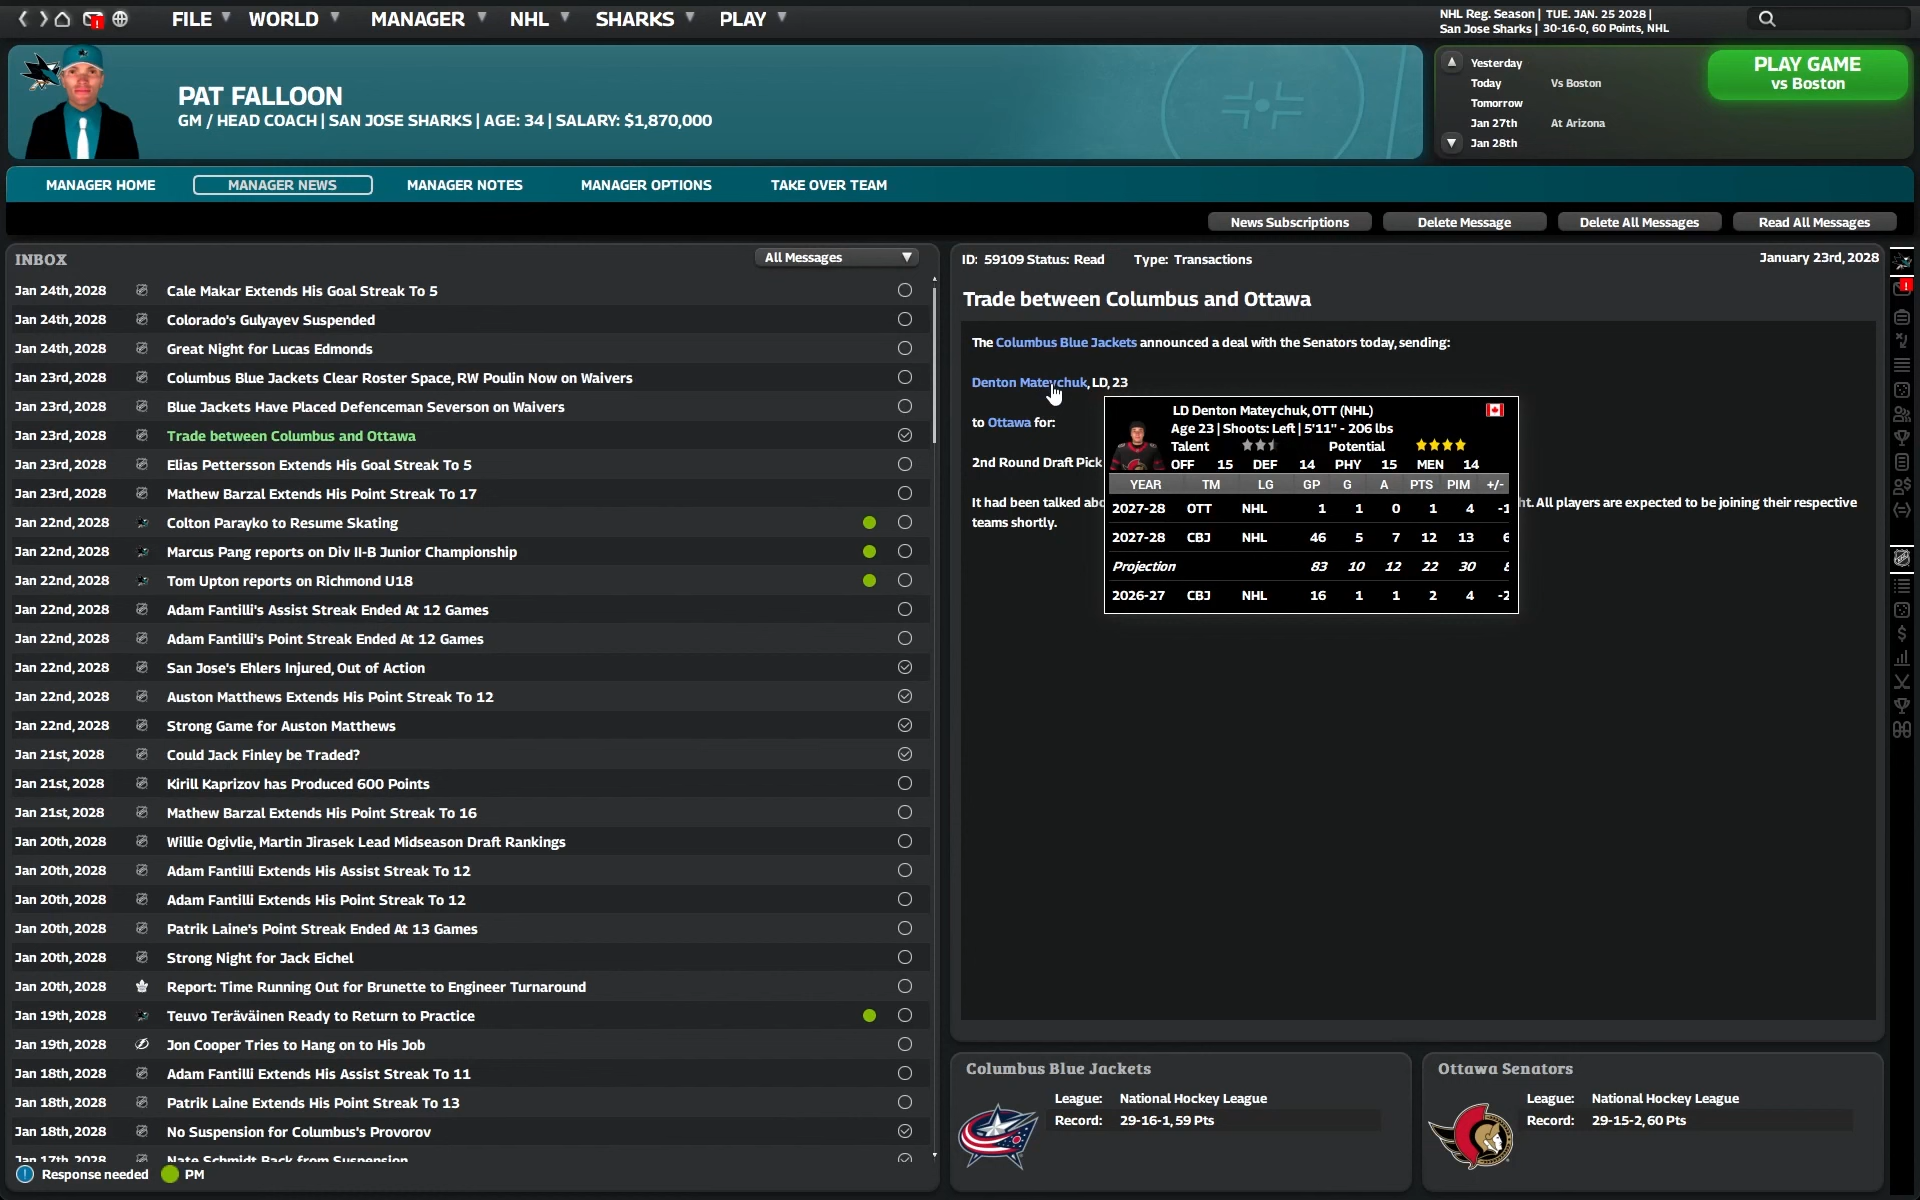 FILE WORLD MANAGER NHL SHARKS PLAY
NHL Reg. Season | TUE. JAN. 25 2028 |
San Jose Sharks | 30-16-0, 60 Points, NHL
PAT FALLOON
GM / HEAD COACH | SAN JOSE SHARKS | AGE: 34 | SALARY: $1,870,000
Yesterday
Today Vs Boston
Tomorrow
Jan 27th At Arizona
Jan 28th
PLAY GAME
vs Boston
MANAGER HOME MANAGER NEWS MANAGER NOTES MANAGER OPTIONS TAKE OVER TEAM
News Subscriptions Delete Message Delete All Messages Read All Messages
INBOX All Messages
Jan 24th, 2028 Cale Makar Extends His Goal Streak To 5
Jan 24th, 2028 Colorado's Gulyayev Suspended
Jan 24th, 2028 Great Night for Lucas Edmonds
Jan 23rd, 2028 Columbus Blue Jackets Clear Roster Space, RW Poulin Now on Waivers
Jan 23rd, 2028 Blue Jackets Have Placed Defenceman Severson on Waivers
Jan 23rd, 2028 Trade between Columbus and Ottawa
Jan 23rd, 2028 Elias Pettersson Extends His Goal Streak To 5
Jan 23rd, 2028 Mathew Barzal Extends His Point Streak To 17
Jan 22nd, 2028 Colton Parayko to Resume Skating
Jan 22nd, 2028 Marcus Pang reports on Div II-B Junior Championship
Jan 22nd, 2028 Tom Upton reports on Richmond U18
Jan 22nd, 2028 Adam Fantilli's Assist Streak Ended At 12 Games
Jan 22nd, 2028 Adam Fantilli's Point Streak Ended At 12 Games
Jan 22nd, 2028 San Jose's Ehlers Injured, Out of Action
Jan 22nd, 2028 Auston Matthews Extends His Point Streak To 12
Jan 22nd, 2028 Strong Game for Auston Matthews
Jan 21st, 2028 Could Jack Finley be Traded?
Jan 21st, 2028 Kirill Kaprizov has Produced 600 Points
Jan 21st, 2028 Mathew Barzal Extends His Point Streak To 16
Jan 20th, 2028 Willie Ogivlie, Martin Jirasek Lead Midseason Draft Rankings
Jan 20th, 2028 Adam Fantilli Extends His Assist Streak To 12
Jan 20th, 2028 Adam Fantilli Extends His Point Streak To 12
Jan 20th, 2028 Patrik Laine's Point Streak Ended At 13 Games
Jan 20th, 2028 Strong Night for Jack Eichel
Jan 20th, 2028 Report: Time Running Out for Brunette to Engineer Turnaround
Jan 19th, 2028 Teuvo Teräväinen Ready to Return to Practice
Jan 19th, 2028 Jon Cooper Tries to Hang on to His Job
Jan 18th, 2028 Adam Fantilli Extends His Assist Streak To 11
Jan 18th, 2028 Patrik Laine Extends His Point Streak To 13
Jan 18th, 2028 No Suspension for Columbus's Provorov
Jan 17th, 2028 Nate Schmidt Back from Suspension
Response needed PM
ID: 59109 Status: Read Type: Transactions January 23rd, 2028
Trade between Columbus and Ottawa
The Columbus Blue Jackets announced a deal with the Senators today, sending:
Denton Mateychuk, LD, 23
to Ottawa for:
2nd Round Draft Pick
It had been talked abo ht. All players are expected to be joining their respective
teams shortly.
LD Denton Mateychuk, OTT (NHL)
Age 23 | Shoots: Left | 5'11" - 206 lbs
Talent Potential
OFF 15 DEF 14 PHY 15 MEN 14
YEAR TM LG GP G A PTS PIM +/-
2027-28 OTT NHL 1 1 0 1 4 -1
2027-28 CBJ NHL 46 5 7 12 13 6
Projection 83 10 12 22 30
2026-27 CBJ NHL 16 1 1 2 4 -2
Columbus Blue Jackets
League: National Hockey League
Record: 29-16-1, 59 Pts
Ottawa Senators
League: National Hockey League
Record: 29-15-2, 60 Pts